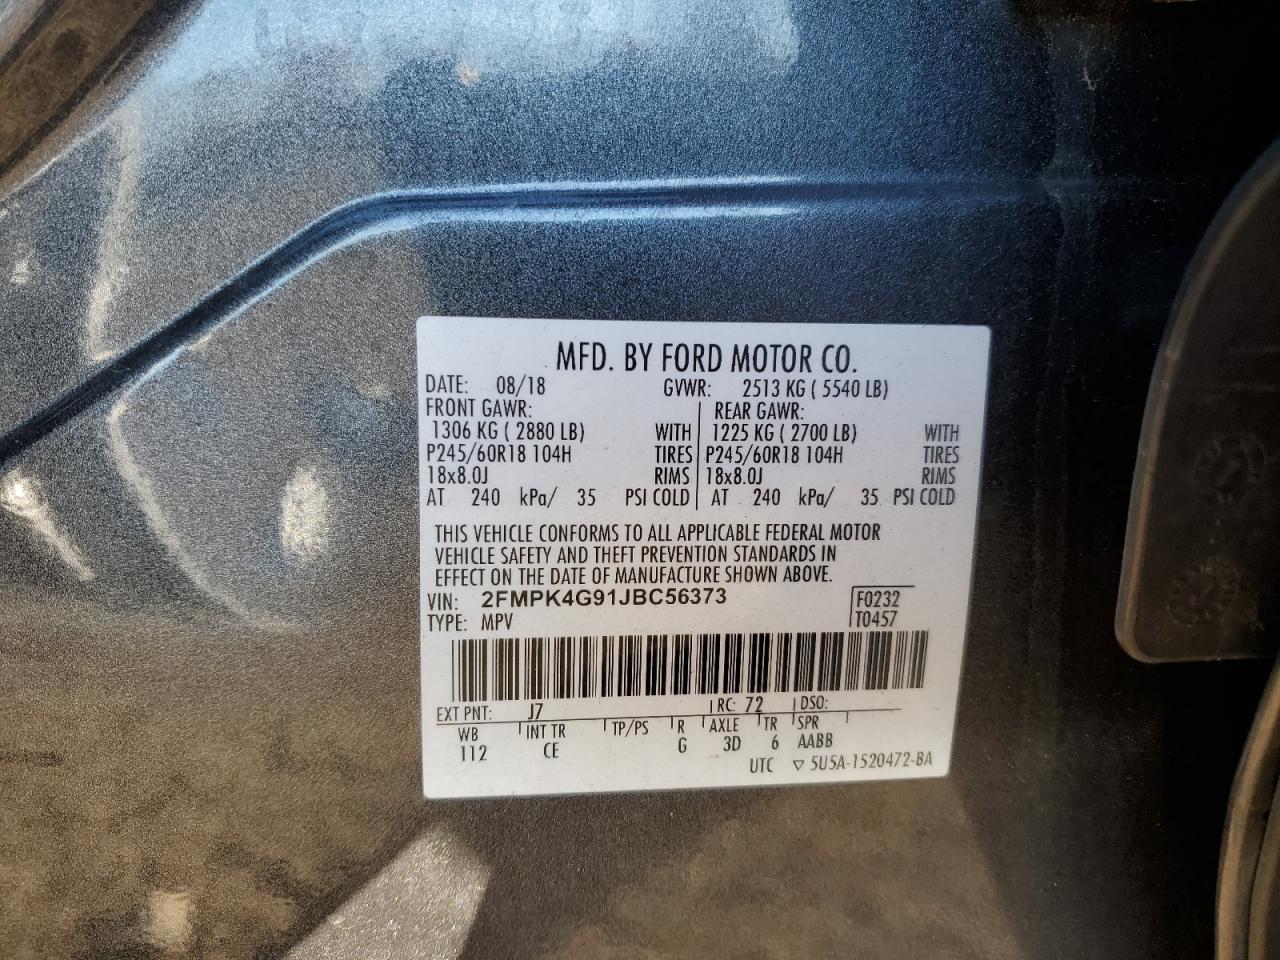 MFD. BY FORD MOTOR CO.
DATE: 08/18 GVWR: 2513 KG ( 5540 LB)
FRONT GAWR: REAR GAWR:
1306 KG ( 2880 LB) WITH 1225 KG ( 2700 LB) WITH
P245/60R18 104H TIRES P245/60R18 104H TIRES
18x8.0J RIMS 18x8.0J RIMS
AT 240 kPa/ 35 PSI COLD AT 240 kPa/ 35 PSI COLD
THIS VEHICLE CONFORMS TO ALL APPLICABLE FEDERAL MOTOR
VEHICLE SAFETY AND THEFT PREVENTION STANDARDS IN
EFFECT ON THE DATE OF MANUFACTURE SHOWN ABOVE.
VIN: 2FMPK4G91JBC56373 F0232
TYPE: MPV T0457
EXT PNT: J7 RC: 72 DSO:
WB INT TR TP/PS R AXLE TR SPR
112 CE G 3D 6 AABB
UTC ▽ 5U5A-1520472-BA